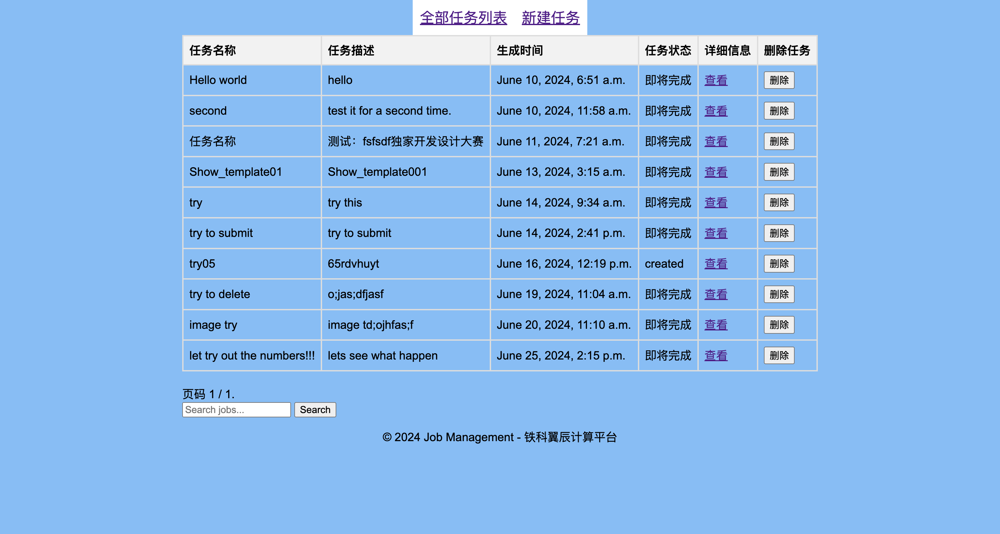 全部任务列表 新建任务
任务名称 任务描述 生成时间 任务状态 详细信息 删除任务
Hello world hello June 10, 2024, 6:51 a.m. 即将完成 查看 删除
second test it for a second time. June 10, 2024, 11:58 a.m. 即将完成 查看 删除
任务名称 测试：fsfsdf独家开发设计大赛 June 11, 2024, 7:21 a.m. 即将完成 查看 删除
Show_template01 Show_template001 June 13, 2024, 3:15 a.m. 即将完成 查看 删除
try try this June 14, 2024, 9:34 a.m. 即将完成 查看 删除
try to submit try to submit June 14, 2024, 2:41 p.m. 即将完成 查看 删除
try05 65rdvhuyt June 16, 2024, 12:19 p.m. created 查看 删除
try to delete o;jas;dfjasf June 19, 2024, 11:04 a.m. 即将完成 查看 删除
image try image td;ojhfas;f June 20, 2024, 11:10 a.m. 即将完成 查看 删除
let try out the numbers!!! lets see what happen June 25, 2024, 2:15 p.m. 即将完成 查看 删除
页码 1 / 1.
Search jobs... Search
© 2024 Job Management - 铁科翼辰计算平台